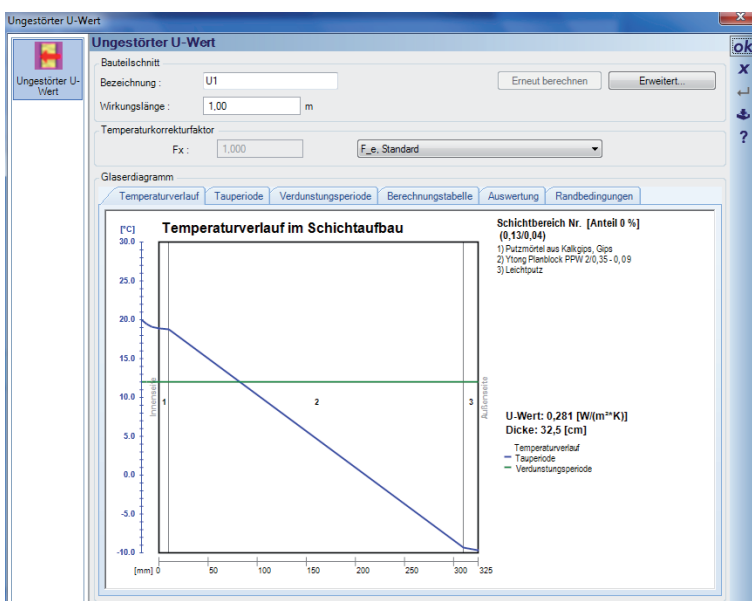 Ungestörter U-Wert
Ungestörter U-Wert
Ungestörter U-
Wert
Bauteilschnitt
Bezeichnung :
U1
Erneut berechnen
Erweitert...
Wirkungslänge :
1,00
m
Temperaturkorrekturfaktor
Fx :
1,000
F_e, Standard
Glaserdiagramm
Temperaturverlauf
Tauperiode
Verdunstungsperiode
Berechnungstabelle
Auswertung
Randbedingungen
ok
x
?
[°C]
Temperaturverlauf im Schichtaufbau
30.0
25.0
20.0
15.0
10.0
5.0
0.0
-5.0
-10.0
Innenseite
1
2
3
Außenseite
[mm] 0
50
100
150
200
250
300
325
Schichtbereich Nr. [Anteil 0 %]
(0,13/0,04)
1) Putzmörtel aus Kalkgips, Gips
2) Ytong Planblock PPW 2/0,35 - 0,09
3) Leichtputz
U-Wert: 0,281 [W/(m²*K)]
Dicke: 32,5 [cm]
Temperaturverlauf
Tauperiode
Verdunstungsperiode